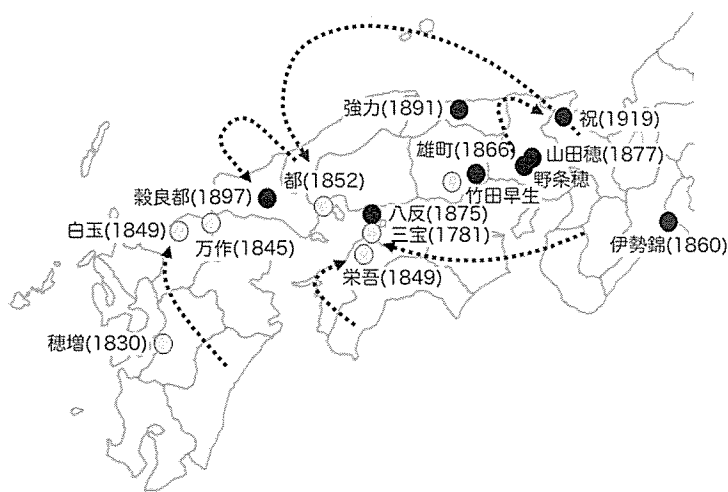 強力(1891)
祝(1919)
雄町(1866)
山田穂(1877)
野条穂
都(1852)
竹田早生
穀良都(1897)
八反(1875)
白玉(1849)
三宝(1781)
万作(1845)
伊勢錦(1860)
栄吾(1849)
穂増(1830)